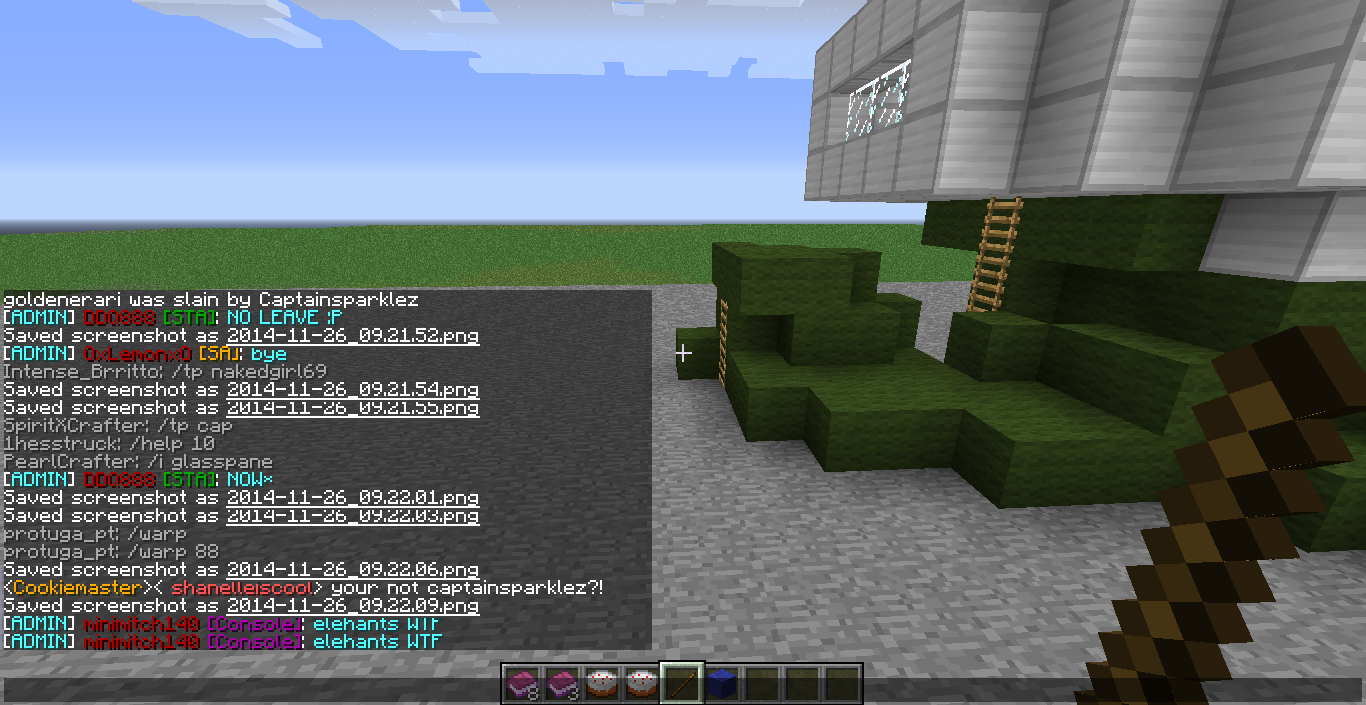 goldenerari was slain by Captainsparklez
[ADMIN] DDO888 [STA]: NO LEAVE :P
Saved screenshot as 2014-11-26_09.21.52.png
[ADMIN] 0xLemonx0 [SA]: bye
Intense_Brritto: /tp nakedgirl69
Saved screenshot as 2014-11-26_09.21.54.png
Saved screenshot as 2014-11-26_09.21.55.png
SpiritXCrafter: /tp cap
1hesstruck: /help 10
PearlCrafter: /i glasspane
[ADMIN] DDO888 [STA]: NOW*
Saved screenshot as 2014-11-26_09.22.01.png
Saved screenshot as 2014-11-26_09.22.03.png
protuga_pt: /warp
protuga_pt: /warp 88
Saved screenshot as 2014-11-26_09.22.06.png
<Cookiemaster>< shanelleiscool> your not captainsparklez?!
Saved screenshot as 2014-11-26_09.22.09.png
[ADMIN] minimitch140 [Console]: elehants WTF
[ADMIN] minimitch140 [Console]: elehants WTF
8 3